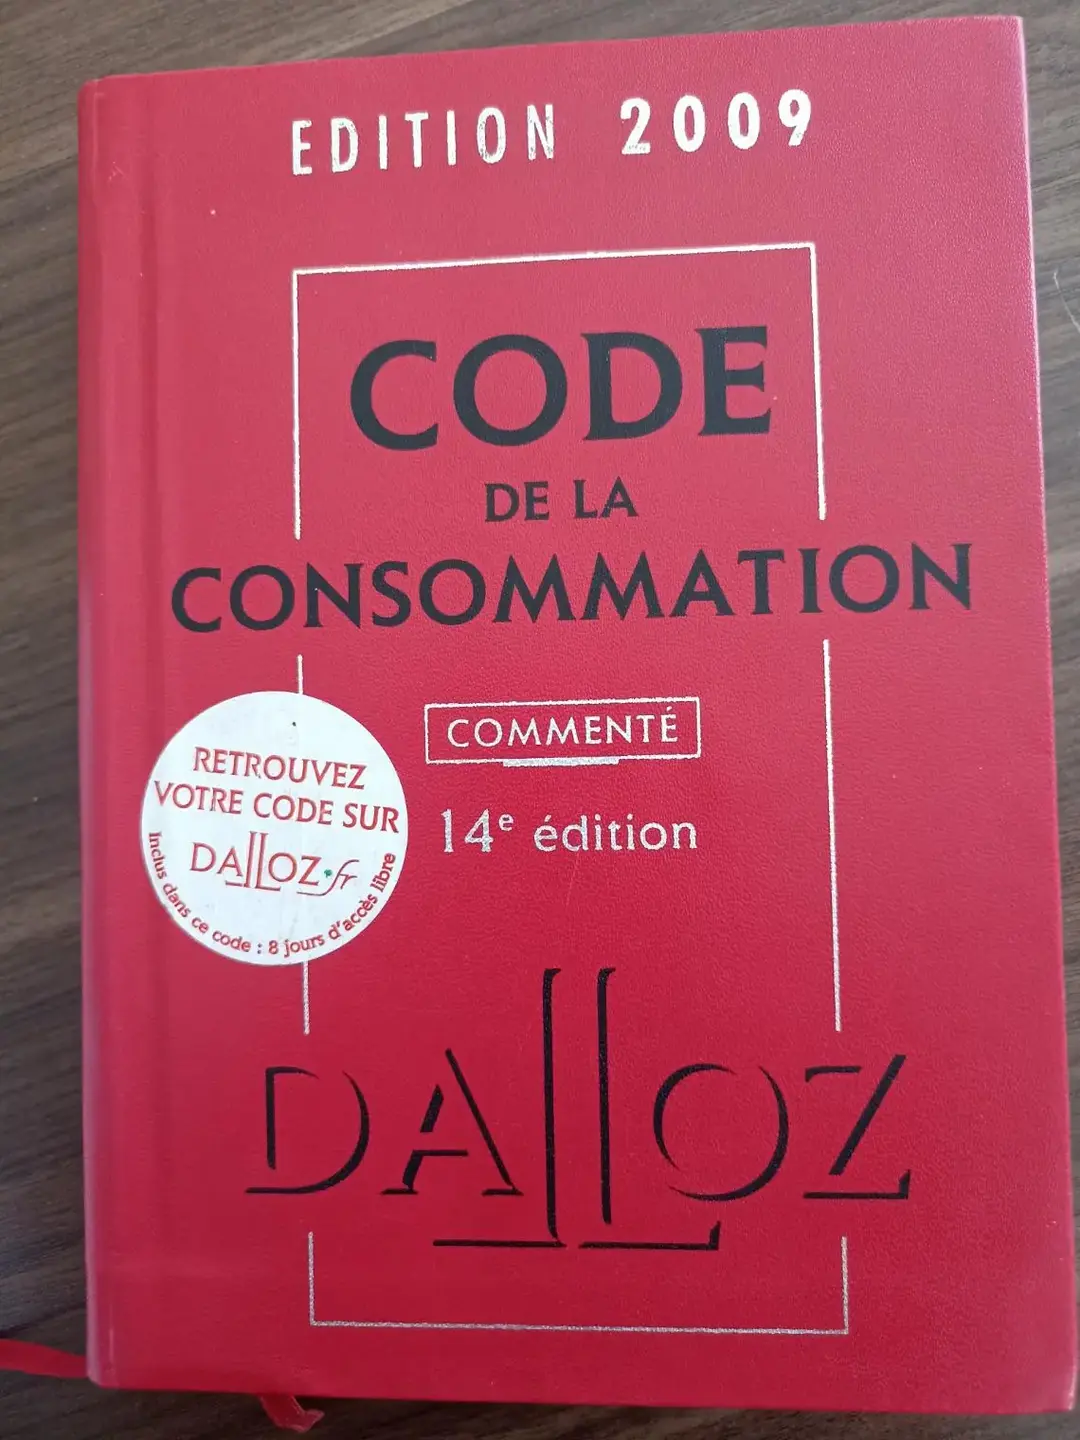 EDITION 2009
CODE
DE LA
CONSOMMATION
COMMENTÉ
14e édition
RETROUVEZ
VOTRE CODE SUR
DALLOZ.fr
Inclus dans ce code : 8 jours d'accès libre
DALLOZ